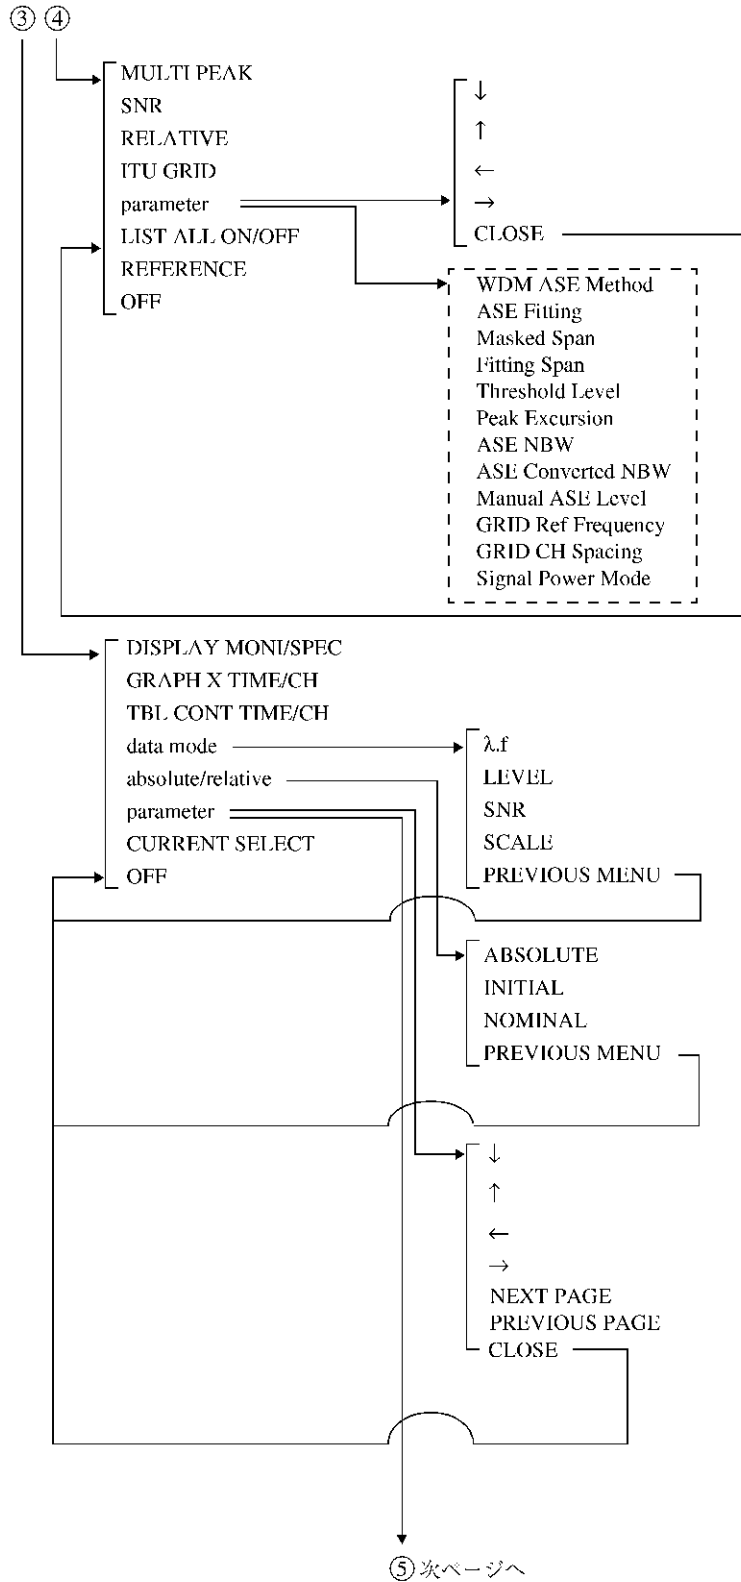 ③ ④
MULTI PEAK
SNR
RELATIVE
ITU GRID
parameter
LIST ALL ON/OFF
REFERENCE
OFF
↓
↑
←
→
CLOSE
WDM ASE Method
ASE Fitting
Masked Span
Fitting Span
Threshold Level
Peak Excursion
ASE NBW
ASE Converted NBW
Manual ASE Level
GRID Ref Frequency
GRID CH Spacing
Signal Power Mode
DISPLAY MONI/SPEC
GRAPH X TIME/CH
TBL CONT TIME/CH
data mode
absolute/relative
parameter
CURRENT SELECT
OFF
λ.f
LEVEL
SNR
SCALE
PREVIOUS MENU
ABSOLUTE
INITIAL
NOMINAL
PREVIOUS MENU
↓
↑
←
→
NEXT PAGE
PREVIOUS PAGE
CLOSE
⑤ 次ページへ